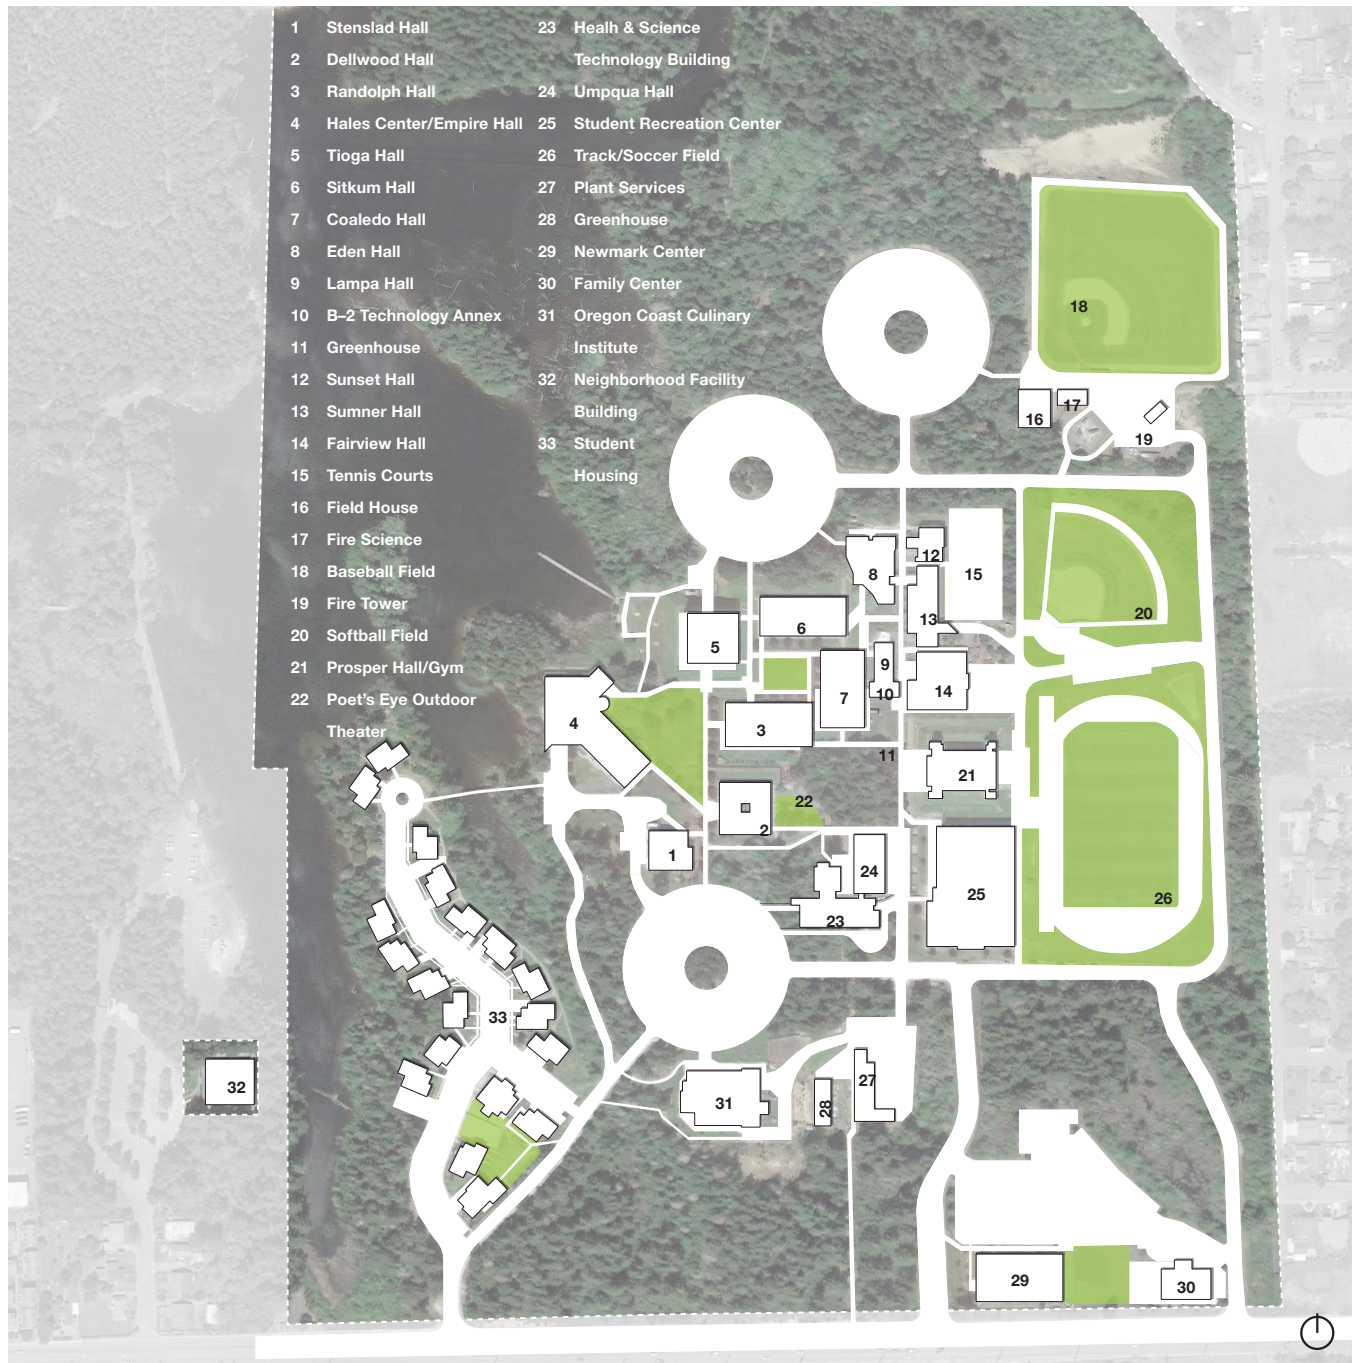 1 Stenslad Hall
2 Dellwood Hall
3 Randolph Hall
4 Hales Center/Empire Hall
5 Tioga Hall
6 Sitkum Hall
7 Coaledo Hall
8 Eden Hall
9 Lampa Hall
10 B–2 Technology Annex
11 Greenhouse
12 Sunset Hall
13 Sumner Hall
14 Fairview Hall
15 Tennis Courts
16 Field House
17 Fire Science
18 Baseball Field
19 Fire Tower
20 Softball Field
21 Prosper Hall/Gym
22 Poet's Eye Outdoor
Theater
23 Healh & Science
Technology Building
24 Umpqua Hall
25 Student Recreation Center
26 Track/Soccer Field
27 Plant Services
28 Greenhouse
29 Newmark Center
30 Family Center
31 Oregon Coast Culinary
Institute
32 Neighborhood Facility
Building
33 Student
Housing
18
16
17
19
12
8
15
20
13
6
5
9
14
10
7
4
3
11
21
22
2
1
24
25
26
23
33
27
32
31
28
29
30